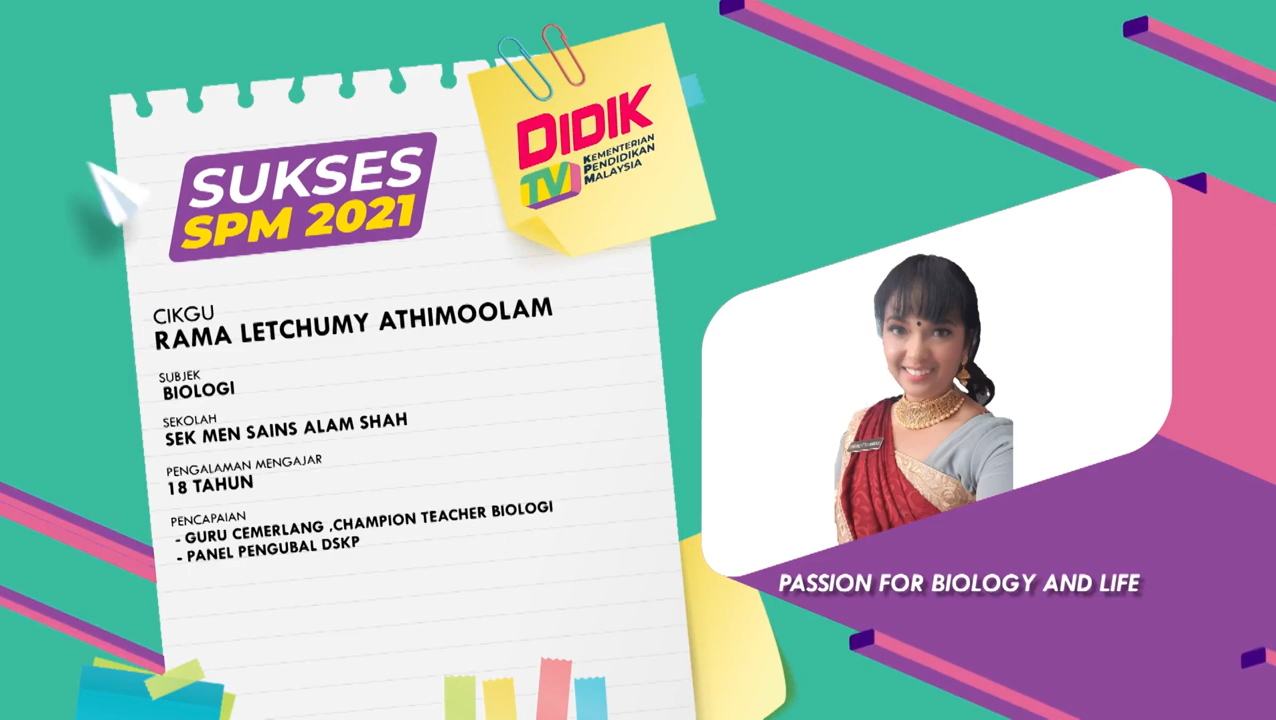 SUKSES
SPM 2021
DIDIK
TV
KEMENTERIAN
PENDIDIKAN
MALAYSIA
CIKGU
RAMA LETCHUMY ATHIMOOLAM
SUBJEK
BIOLOGI
SEKOLAH
SEK MEN SAINS ALAM SHAH
PENGALAMAN MENGAJAR
18 TAHUN
PENCAPAIAN
- GURU CEMERLANG ,CHAMPION TEACHER BIOLOGI
- PANEL PENGUBAL DSKP
PASSION FOR BIOLOGY AND LIFE